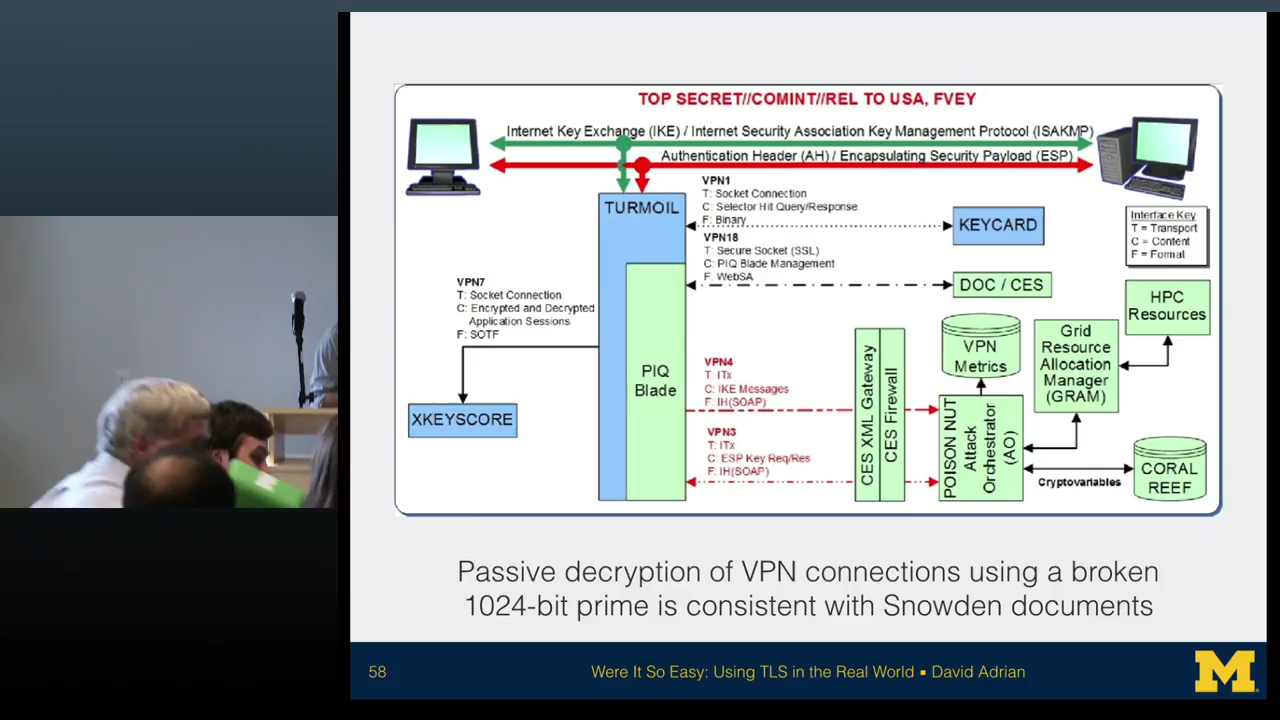 TOP SECRET//COMINT//REL TO USA, FVEY
Internet Key Exchange (IKE) / Internet Security Association Key Management Protocol (ISAKMP)
Authentication Header (AH) / Encapsulating Security Payload (ESP)
VPN1
T: Socket Connection
C: Selector Hit Query/Response
F: Binary
TURMOIL
KEYCARD
Interface Key
T = Transport
C = Content
F = Format
VPN18
T: Secure Socket (SSL)
C: PIQ Blade Management
F: WebSA
DOC / CES
VPN7
T: Socket Connection
C: Encrypted and Decrypted
Application Sessions
F: SOTF
HPC
Resources
Grid
Resource
Allocation
Manager
(GRAM)
VPN
Metrics
PIQ
Blade
VPN4
T: ITx
C: IKE Messages
F: IH(SOAP)
CES XML Gateway
CES Firewall
XKEYSCORE
VPN3
T: ITx
C: ESP Key Req/Res
F: IH(SOAP)
POISON NUT
Attack
Orchestrator
(AO)
Cryptovariables
CORAL
REEF
Passive decryption of VPN connections using a broken
1024-bit prime is consistent with Snowden documents
58
Were It So Easy: Using TLS in the Real World ▪ David Adrian
M